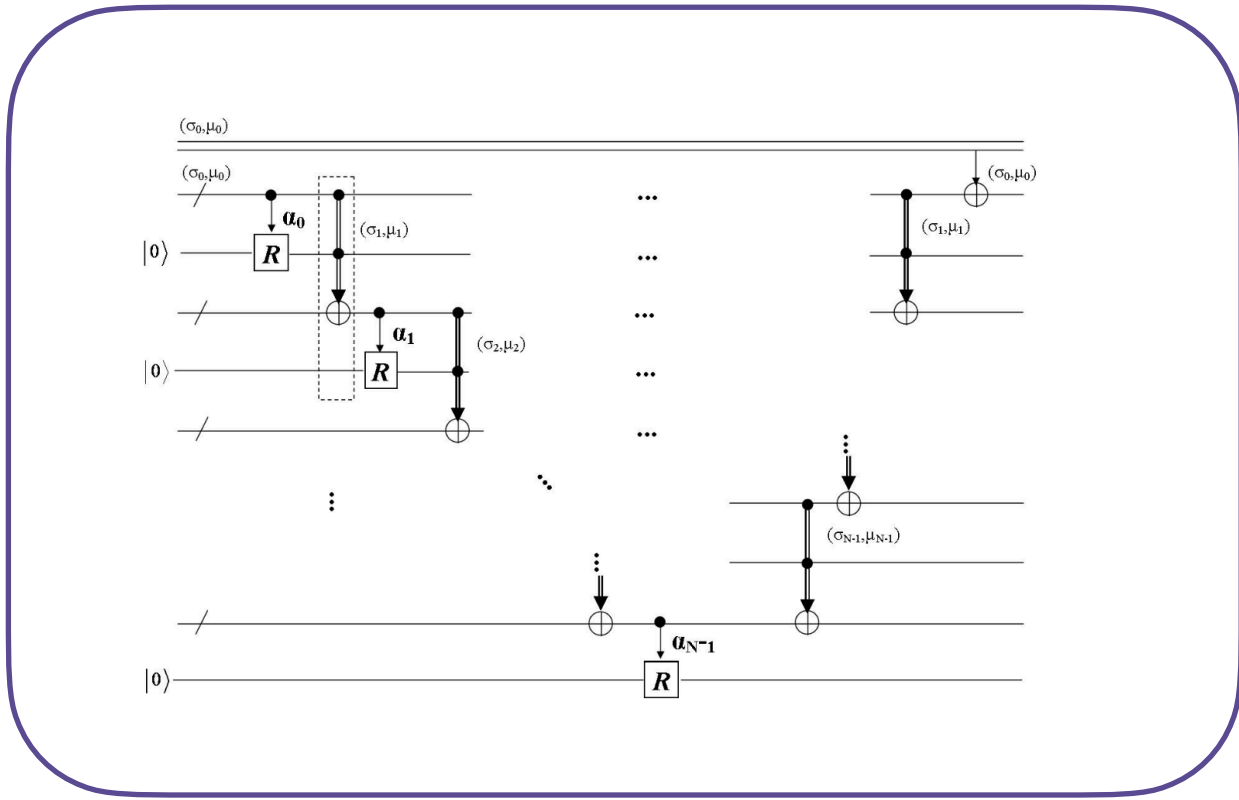 (σ₀,μ₀)
(σ₀,μ₀)
(σ₀,μ₀)
...
α₀
(σ₁,μ₁)
(σ₁,μ₁)
|0⟩
R
...
...
α₁
(σ₂,μ₂)
|0⟩
R
...
...
(σN-1,μN-1)
αN-1
|0⟩
R